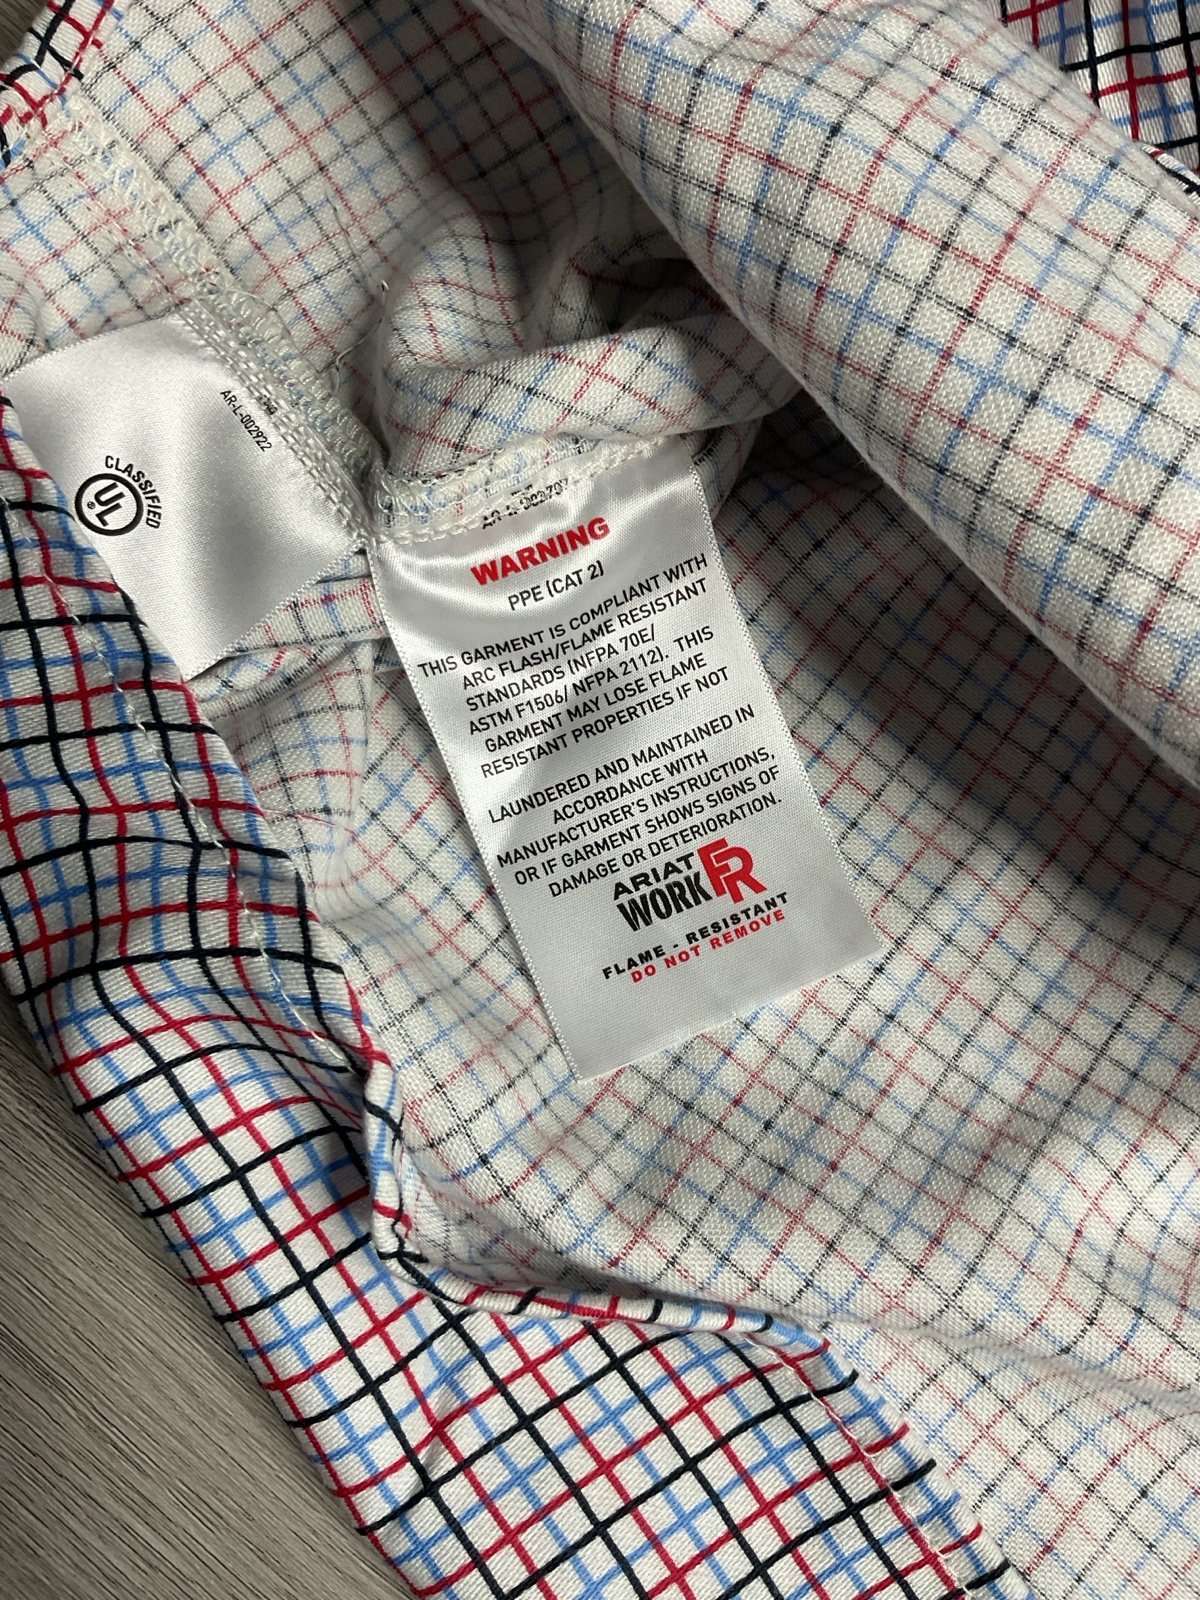 AR-L-002922
CLASSIFIED
UL
®
WARNING
PPE (CAT 2)
THIS GARMENT IS COMPLIANT WITH
ARC FLASH/FLAME RESISTANT
STANDARDS (NFPA 70E/
ASTM F1506/ NFPA 2112). THIS
GARMENT MAY LOSE FLAME
RESISTANT PROPERTIES IF NOT
LAUNDERED AND MAINTAINED IN
ACCORDANCE WITH
MANUFACTURER'S INSTRUCTIONS,
OR IF GARMENT SHOWS SIGNS OF
DAMAGE OR DETERIORATION.
ARIAT
WORK FR
FLAME - RESISTANT
DO NOT REMOVE